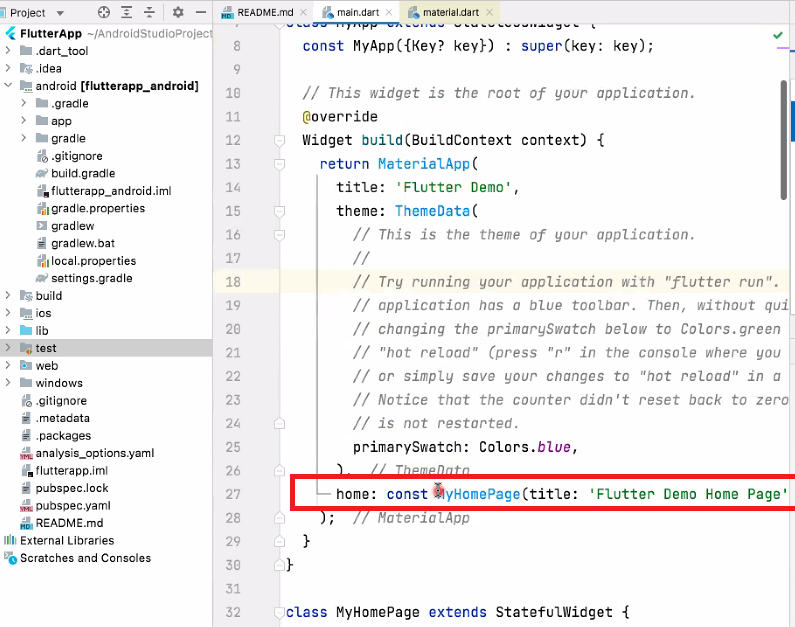 Project
README.md
main.dart
material.dart
FlutterApp ~/AndroidStudioProject
.dart_tool
.idea
android [flutterapp_android]
.gradle
app
gradle
.gitignore
build.gradle
flutterapp_android.iml
gradle.properties
gradlew
gradlew.bat
local.properties
settings.gradle
build
ios
lib
test
web
windows
.gitignore
.metadata
.packages
analysis_options.yaml
flutterapp.iml
pubspec.lock
pubspec.yaml
README.md
External Libraries
Scratches and Consoles
class MyApp extends StatelessWidget {
8 const MyApp({Key? key}) : super(key: key);
9
10 // This widget is the root of your application.
11 @override
12 Widget build(BuildContext context) {
13 return MaterialApp(
14 title: 'Flutter Demo',
15 theme: ThemeData(
16 // This is the theme of your application.
17 //
18 // Try running your application with "flutter run".
19 // application has a blue toolbar. Then, without qui
20 // changing the primarySwatch below to Colors.green
21 // "hot reload" (press "r" in the console where you
22 // or simply save your changes to "hot reload" in a
23 // Notice that the counter didn't reset back to zero
24 // is not restarted.
25 primarySwatch: Colors.blue,
26 ), // ThemeData
27 home: const MyHomePage(title: 'Flutter Demo Home Page'
28 ); // MaterialApp
29 }
30 }
31
32 class MyHomePage extends StatefulWidget {